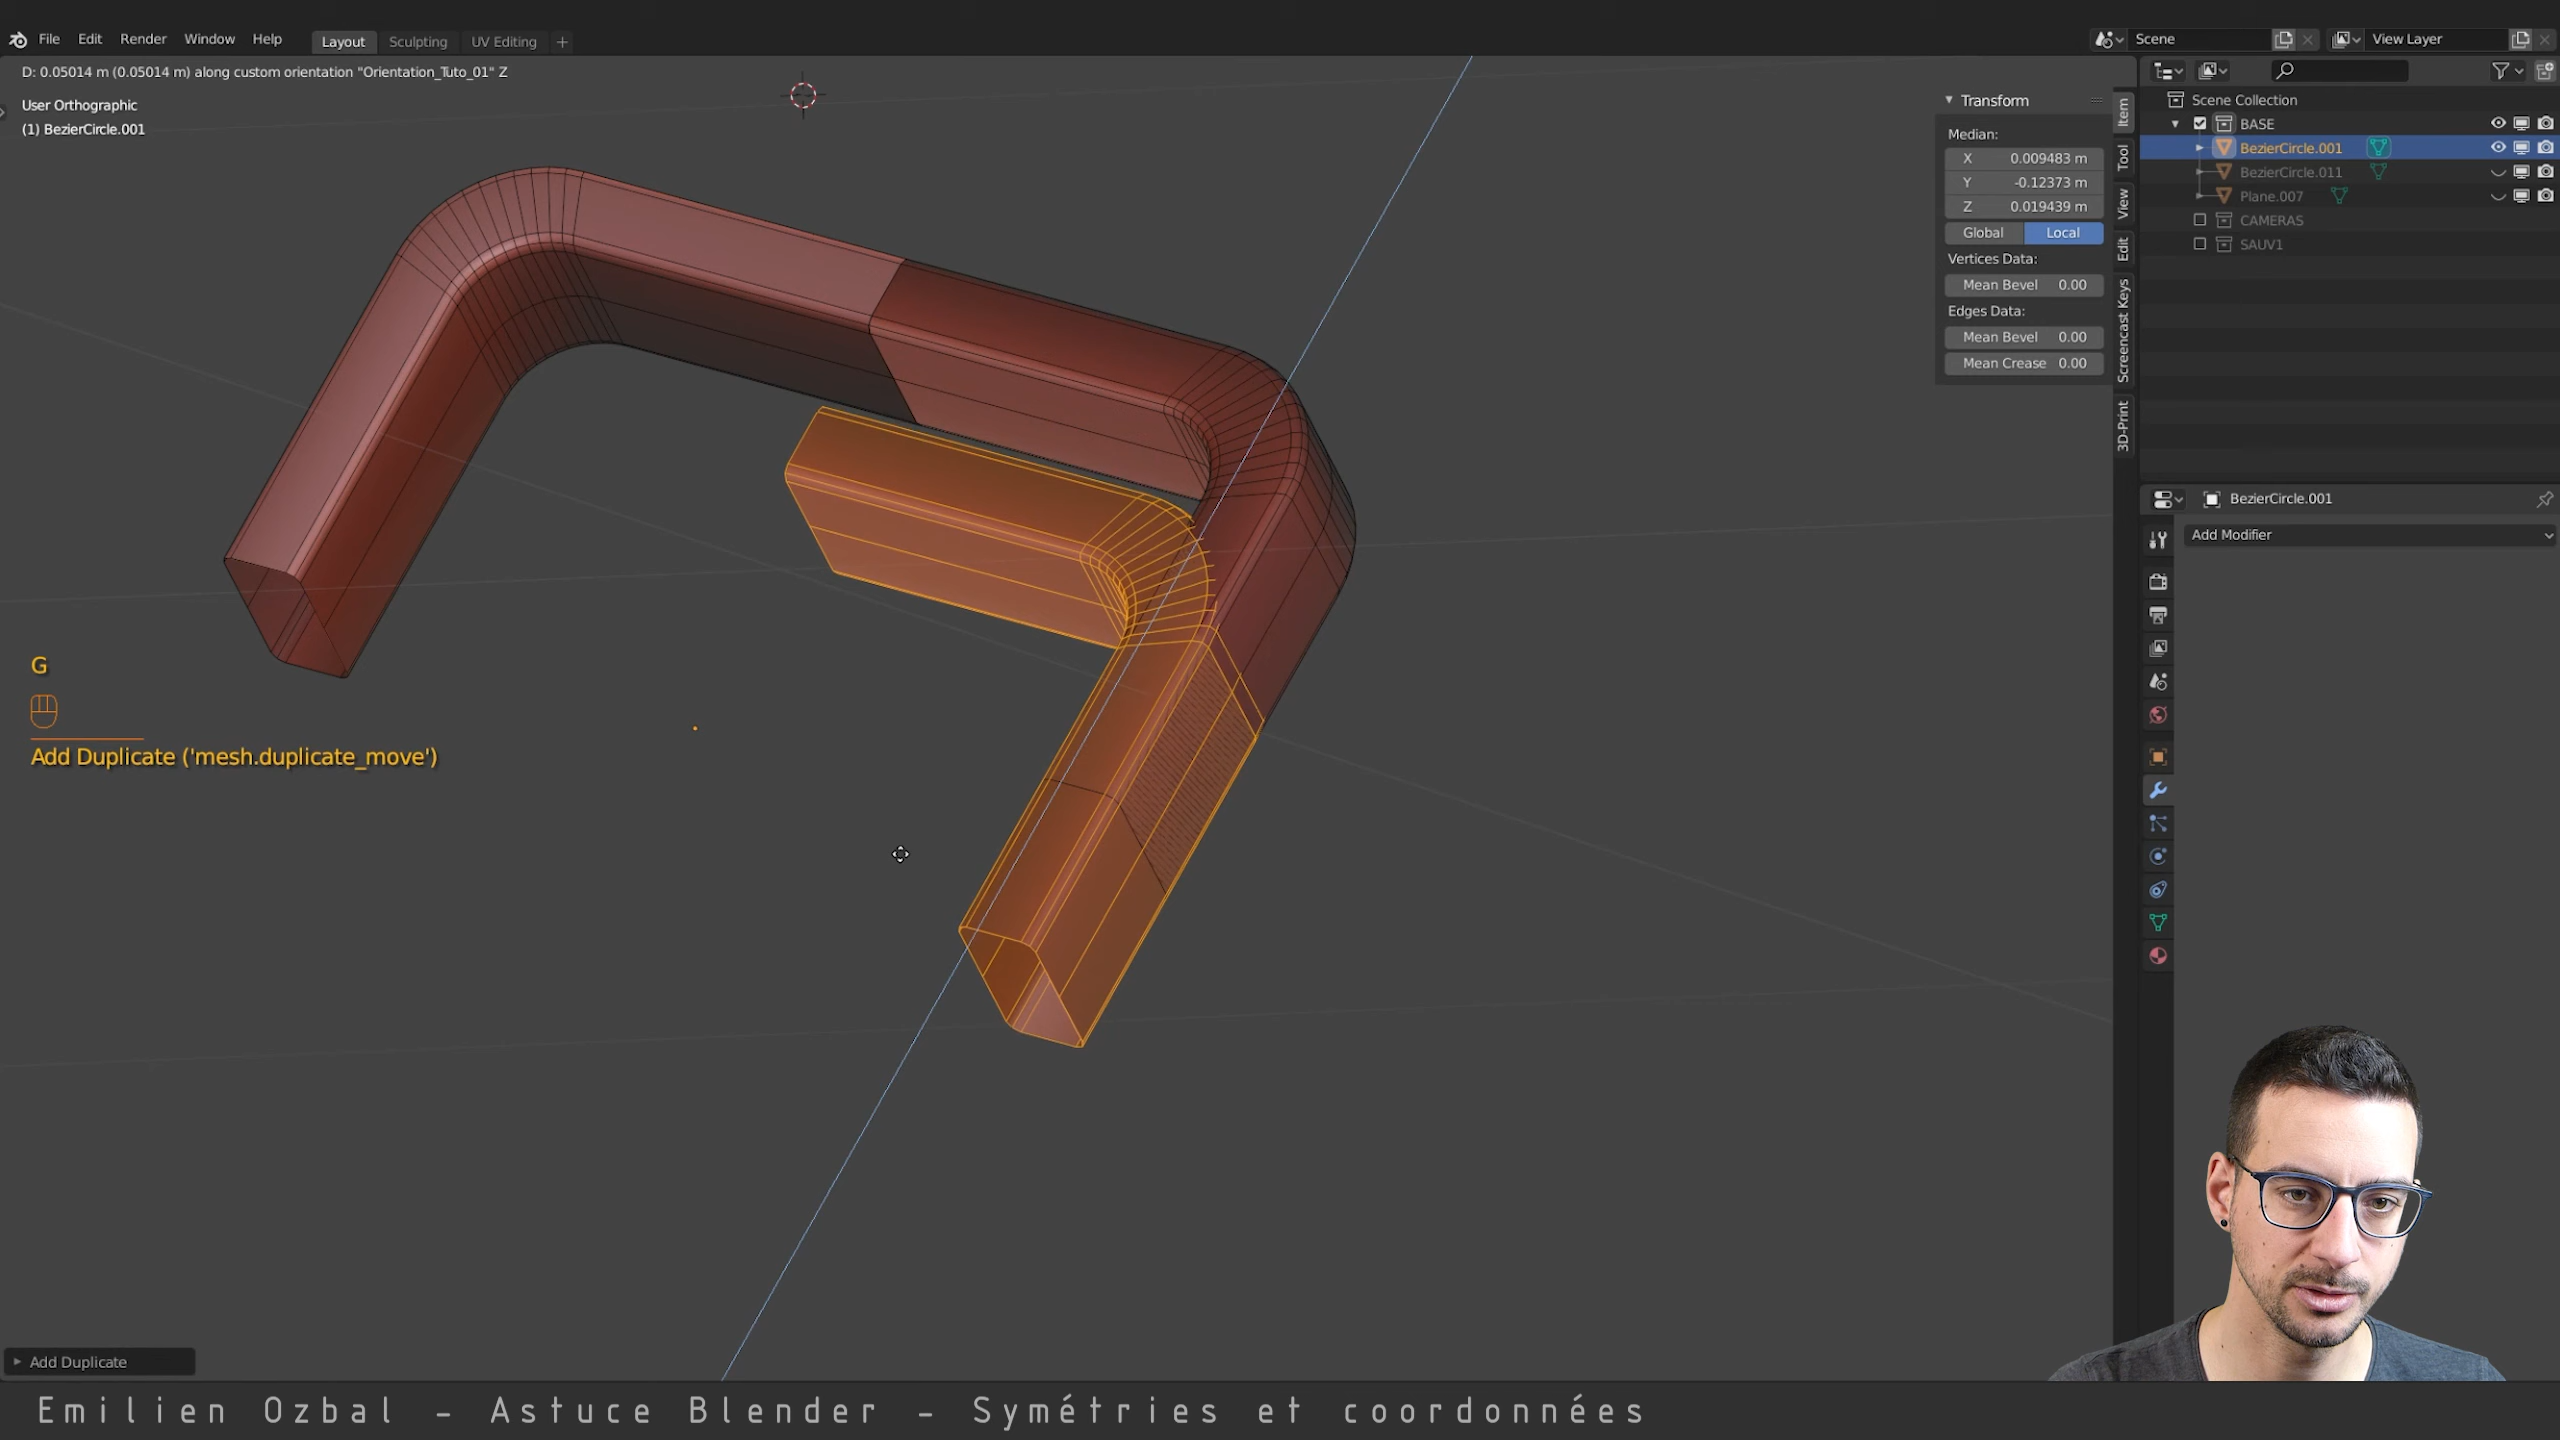 File Edit Render Window Help Layout Sculpting UV Editing +
Scene View Layer
D: 0.05014 m (0.05014 m) along custom orientation "Orientation_Tuto_01" Z
User Orthographic
(1) BezierCircle.001
Transform
Median:
X 0.009483 m
Y -0.12373 m
Z 0.019439 m
Global Local
Vertices Data:
Mean Bevel 0.00
Edges Data:
Mean Bevel 0.00
Mean Crease 0.00
Item
Tool
View
Edit
Screencast Keys
3D-Print
Scene Collection
BASE
BezierCircle.001
BezierCircle.011
Plane.007
CAMERAS
SAUV1
BezierCircle.001
Add Modifier
G
Add Duplicate ('mesh.duplicate_move')
Add Duplicate
Emilien Ozbal - Astuce Blender - Symétries et coordonnées